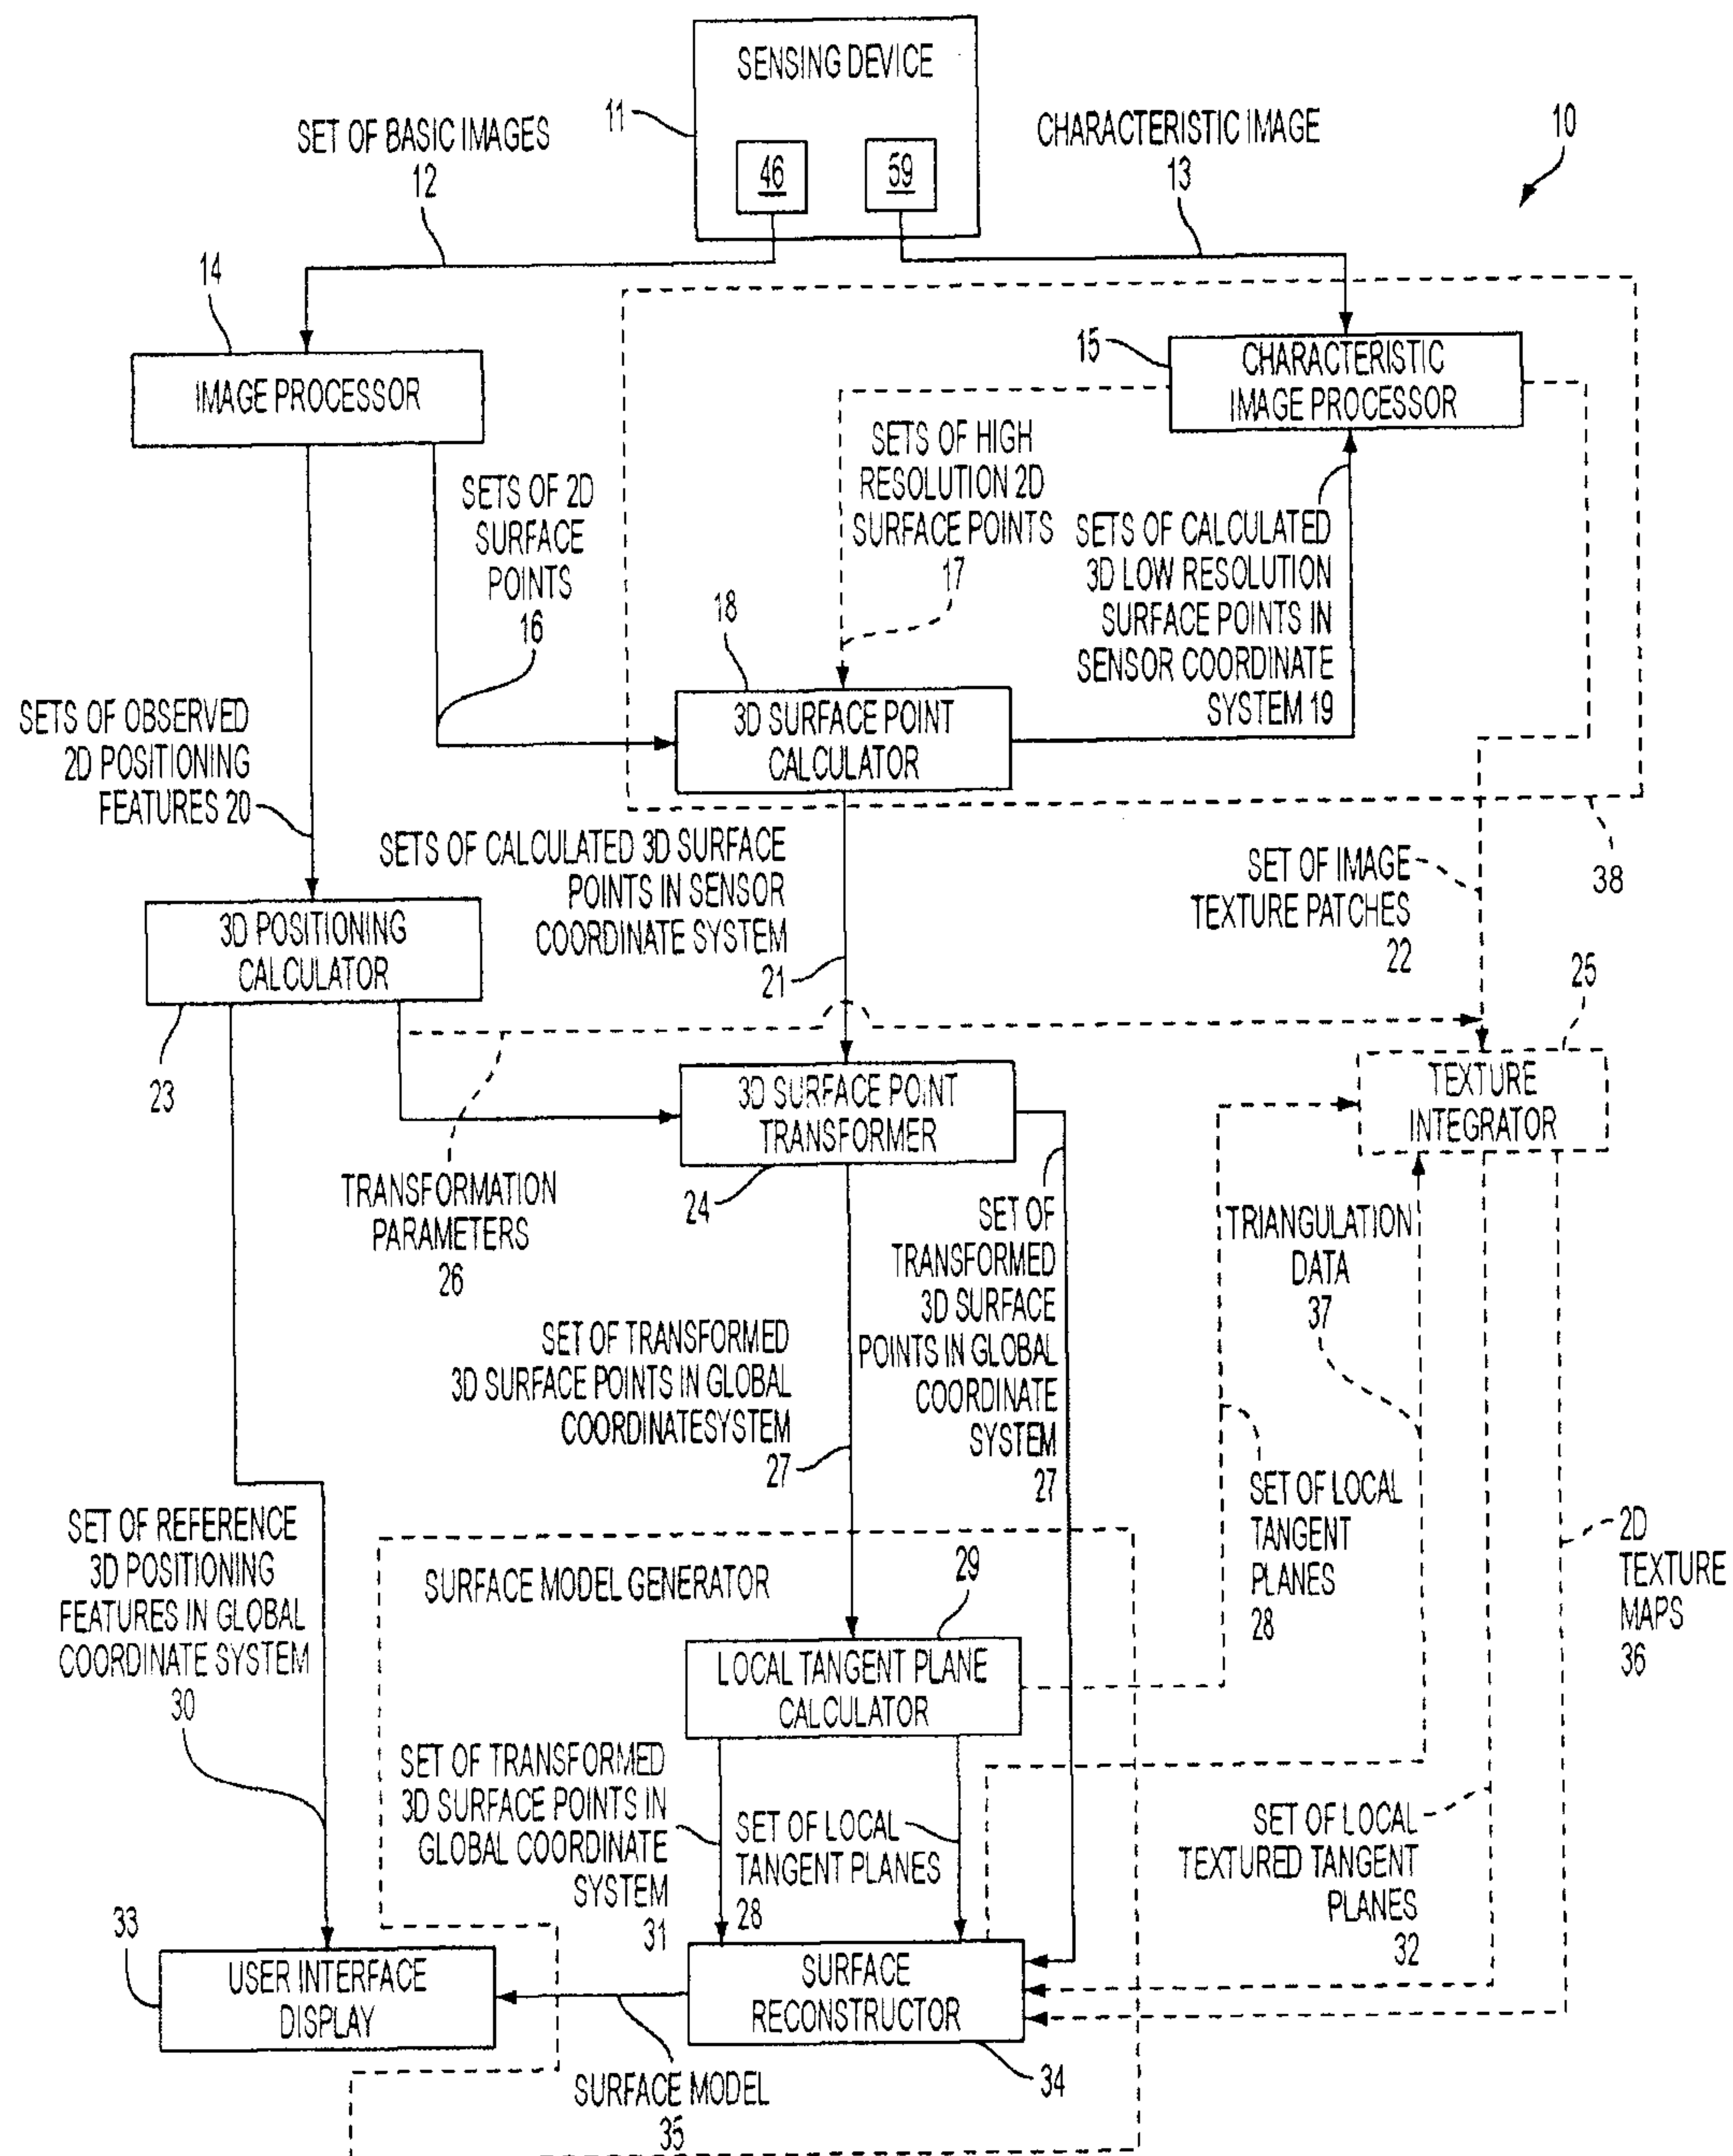 SENSING DEVICE
11
46
59
SET OF BASIC IMAGES
12
CHARACTERISTIC IMAGE
13
10
14
IMAGE PROCESSOR
15
CHARACTERISTIC
IMAGE PROCESSOR
SETS OF 2D
SURFACE
POINTS
16
SETS OF HIGH
RESOLUTION 2D
SURFACE POINTS
17
SETS OF CALCULATED
3D LOW RESOLUTION
SURFACE POINTS IN
SENSOR COORDINATE
SYSTEM 19
18
3D SURFACE POINT
CALCULATOR
SETS OF OBSERVED
2D POSITIONING
FEATURES 20
38
SETS OF CALCULATED 3D SURFACE
POINTS IN SENSOR
COORDINATE SYSTEM
21
SET OF IMAGE
TEXTURE PATCHES
22
3D POSITIONING
CALCULATOR
23
25
TEXTURE
INTEGRATOR
3D SURFACE POINT
TRANSFORMER
24
TRANSFORMATION
PARAMETERS
26
SET OF TRANSFORMED
3D SURFACE POINTS IN GLOBAL
COORDINATESYSTEM
27
SET OF
TRANSFORMED
3D SURFACE
POINTS IN GLOBAL
COORDINATE
SYSTEM
27
TRIANGULATION
DATA
37
SET OF LOCAL
TANGENT
PLANES
28
2D
TEXTURE
MAPS
36
SET OF REFERENCE
3D POSITIONING
FEATURES IN GLOBAL
COORDINATE SYSTEM
30
SURFACE MODEL GENERATOR
29
LOCAL TANGENT PLANE
CALCULATOR
SET OF TRANSFORMED
3D SURFACE POINTS IN
GLOBAL COORDINATE
SYSTEM
31
SET OF LOCAL
TANGENT PLANES
28
SET OF LOCAL
TEXTURED TANGENT
PLANES
32
33
USER INTERFACE
DISPLAY
SURFACE
RECONSTRUCTOR
34
SURFACE MODEL
35